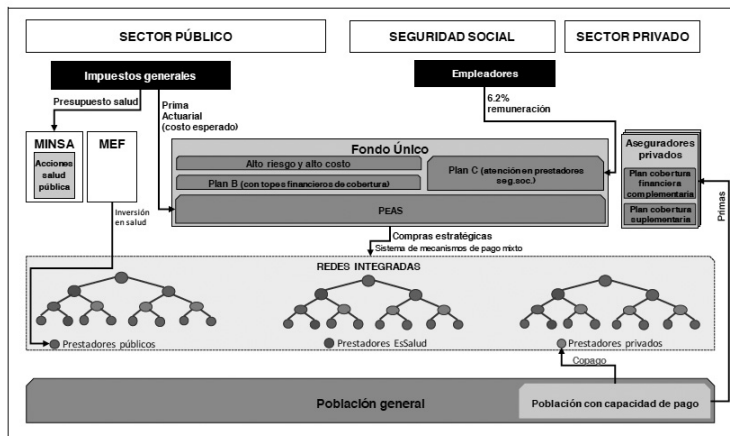 SECTOR PÚBLICO
SEGURIDAD SOCIAL
SECTOR PRIVADO
Impuestos generales
Empleadores
Presupuesto salud
Prima
Actuarial
(costo esperado)
6.2%
remuneración
MINSA
Acciones
salud
pública
MEF
Fondo Único
Alto riesgo y alto costo
Plan B (con topes financieros de cobertura)
Plan C (atención en prestadores
seg.soc.)
PEAS
Aseguradores
privados
Plan cobertura
financiera
complementaria
Plan cobertura
suplementaria
Primas
Inversión
en salud
Compras estratégicas
Sistema de mecanismos de pago mixto
REDES INTEGRADAS
Prestadores públicos
Prestadores EsSalud
Prestadores privados
Copago
Población general
Población con capacidad de pago